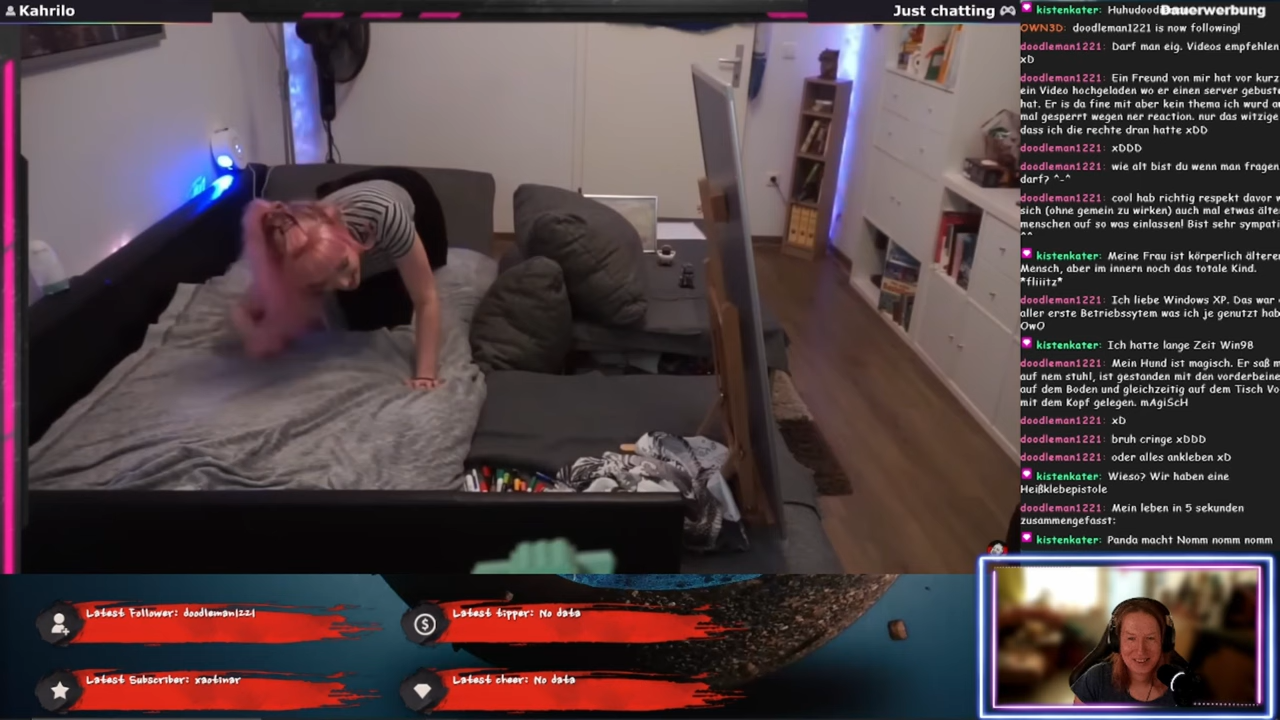 Kahrilo
Just chatting
Dauerwerbung
kistenkater:
OWN3D: doodleman1221 is now following!
doodleman1221: Darf man eig. Videos empfehlen
xD
doodleman1221: Ein Freund von mir hat vor kurz
ein Video hochgeladen wo er einen server gebuste
hat. Er is da fine mit aber kein thema ich wurd a
mal gesperrt wegen ner reaction. nur das witzige
dass ich die rechte dran hatte xDD
doodleman1221: xDDD
doodleman1221: wie alt bist du wenn man fragen
darf? ^-^
doodleman1221: cool hab richtig respekt davor w
sich (ohne gemein zu wirken) auch mal etwas älte
menschen auf so was einlassen! Bist sehr sympati
^^
kistenkater: Meine Frau ist körperlich älterer
Mensch, aber im innern noch das totale Kind.
*fliiitz*
doodleman1221: Ich liebe Windows XP. Das war
aller erste Betriebssytem was ich je genutzt hab
OwO
kistenkater: Ich hatte lange Zeit Win98
doodleman1221: Mein Hund ist magisch. Er saß m
auf nem stuhl, ist gestanden mit den vorderbeine
auf dem Boden und gleichzeitig auf dem Tisch Vo
mit dem Kopf gelegen. mAgiScH
doodleman1221: xD
doodleman1221: bruh cringe xDDD
doodleman1221: oder alles ankleben xD
kistenkater: Wieso? Wir haben eine
Heißklebepistole
doodleman1221: Mein leben in 5 sekunden
zusammengefasst:
kistenkater: Panda macht Nomm nomm nomm
Latest Follower: doodleman1221
Latest tipper: No data
Latest Subscriber: xactinar
Latest cheer: No data